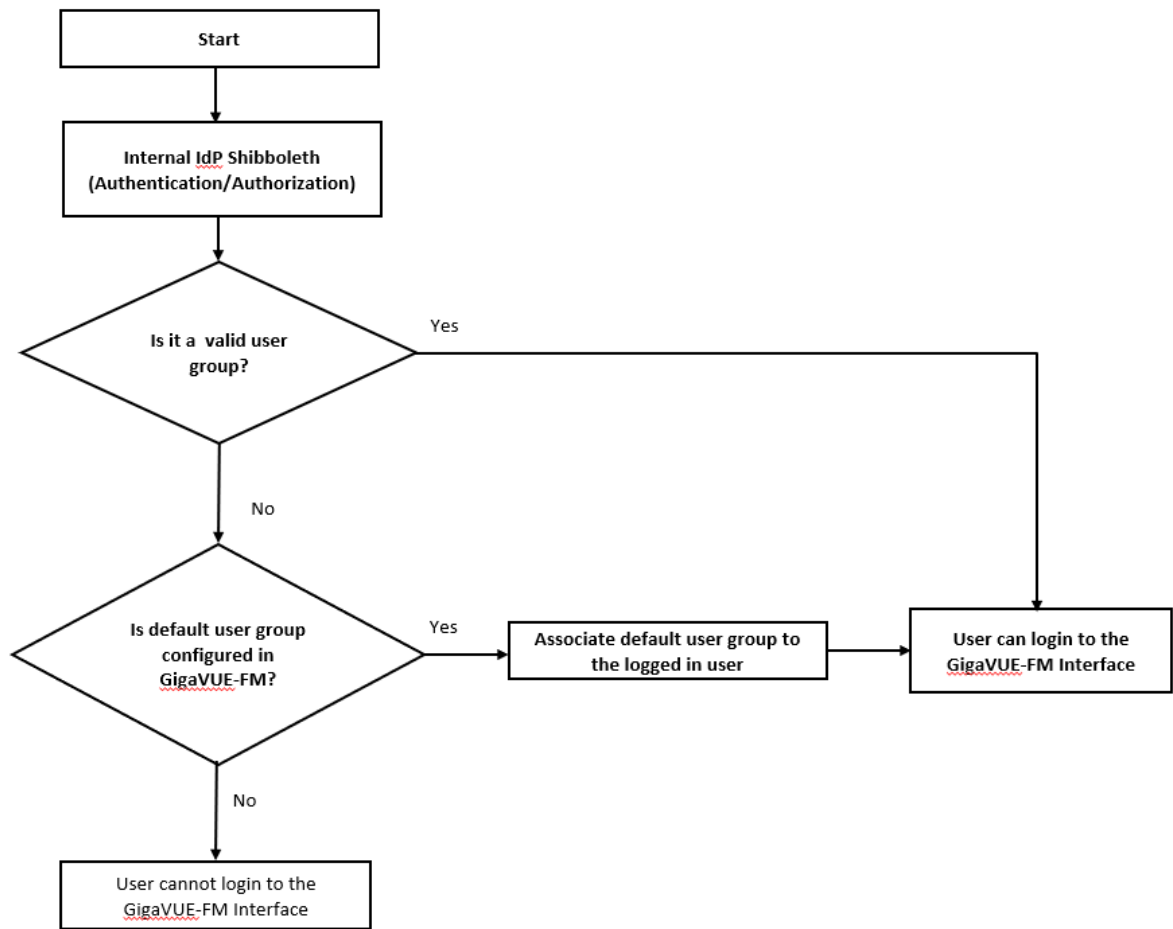 Start
Internal IdP Shibboleth
(Authentication/Authorization)
Is it a valid user
group?
Yes
No
Is default user group
configured in
GigaVUE-FM?
Yes
Associate default user group to
the logged in user
User can login to the
GigaVUE-FM Interface
No
User cannot login to the
GigaVUE-FM Interface